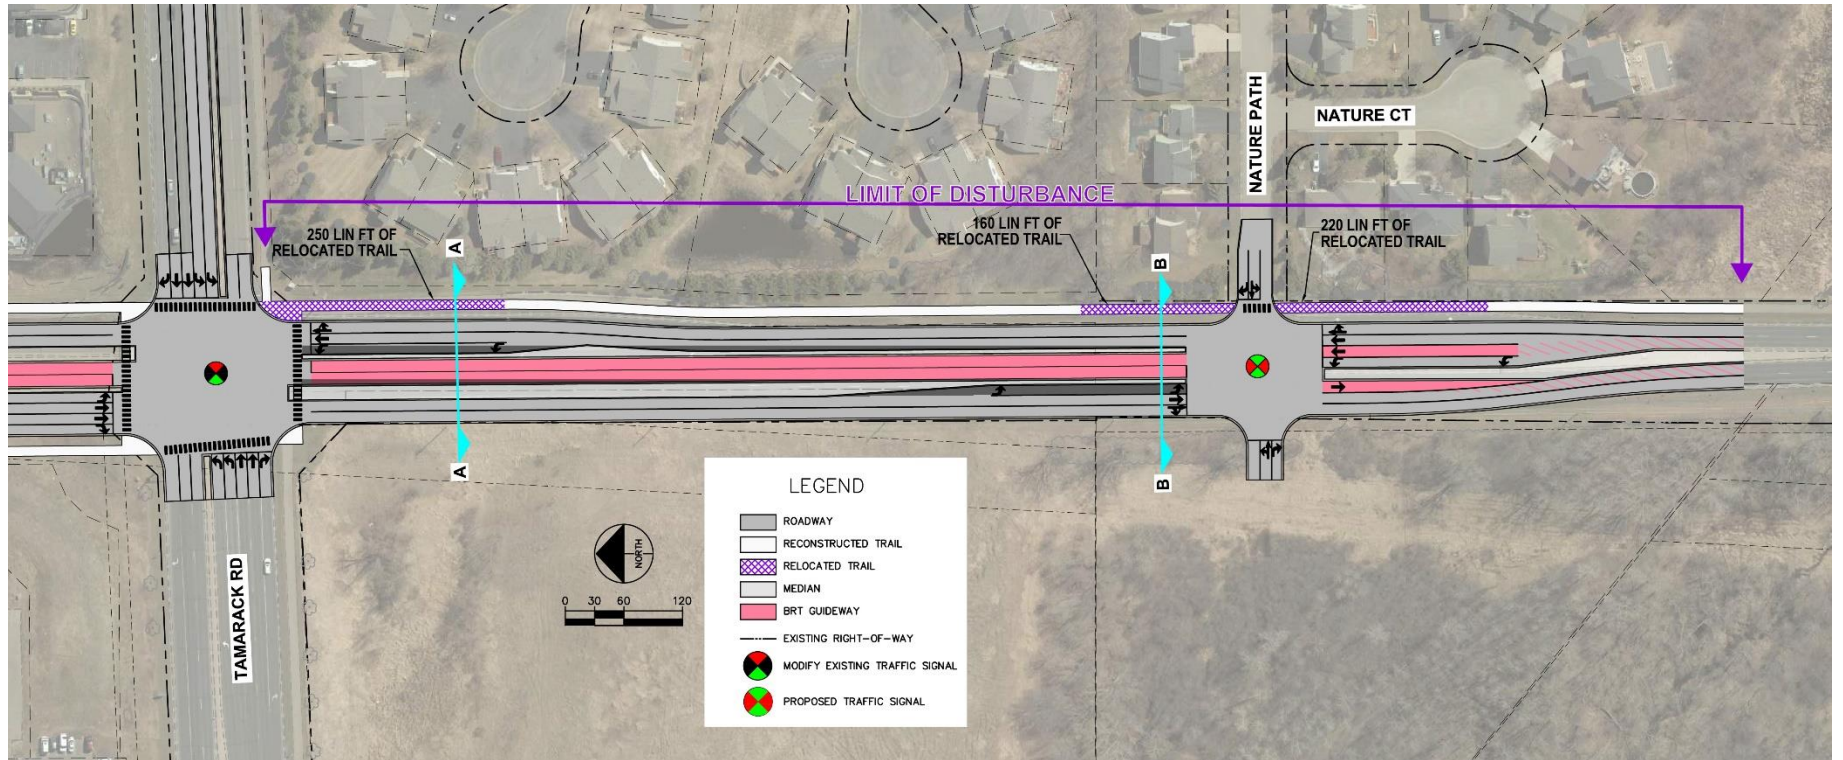 NATURE PATH
NATURE CT
LIMIT OF DISTURBANCE
250 LIN FT OF
RELOCATED TRAIL
160 LIN FT OF
RELOCATED TRAIL
220 LIN FT OF
RELOCATED TRAIL
A
A
B
B
TAMARACK RD
NORTH
0 30 60 120
LEGEND
ROADWAY
RECONSTRUCTED TRAIL
RELOCATED TRAIL
MEDIAN
BRT GUIDEWAY
EXISTING RIGHT-OF-WAY
MODIFY EXISTING TRAFFIC SIGNAL
PROPOSED TRAFFIC SIGNAL